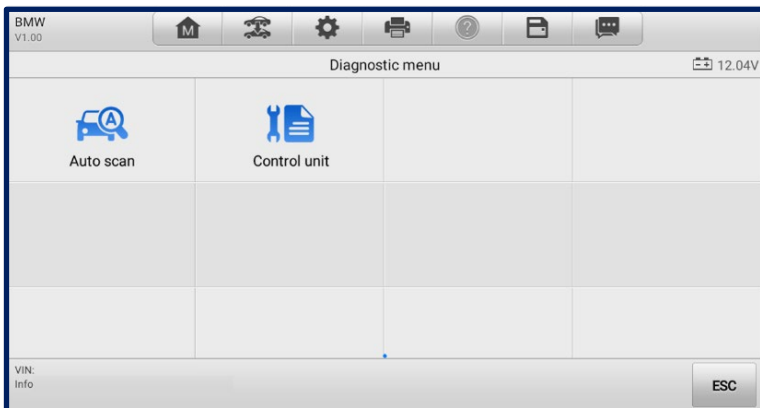 BMW
V1.00
M
?
Diagnostic menu
12.04V
A
Auto scan
Control unit
VIN:
Info
ESC